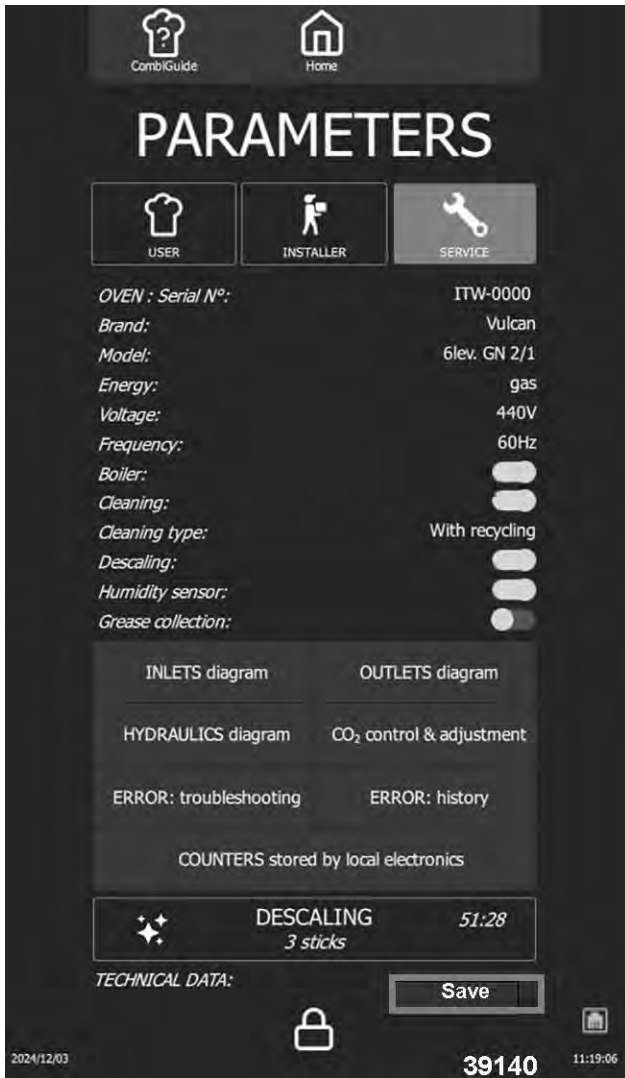 CombiGuide
Home
PARAMETERS
USER
INSTALLER
SERVICE
OVEN : Serial N°: ITW-0000
Brand: Vulcan
Model: 6lev. GN 2/1
Energy: gas
Voltage: 440V
Frequency: 60Hz
Boiler:
Cleaning:
Cleaning type: With recycling
Descaling:
Humidity sensor:
Grease collection:
INLETS diagram OUTLETS diagram
HYDRAULICS diagram CO₂ control & adjustment
ERROR: troubleshooting ERROR: history
COUNTERS stored by local electronics
DESCALING 51:28
3 sticks
TECHNICAL DATA: Save
2024/12/03 39140 11:19:06